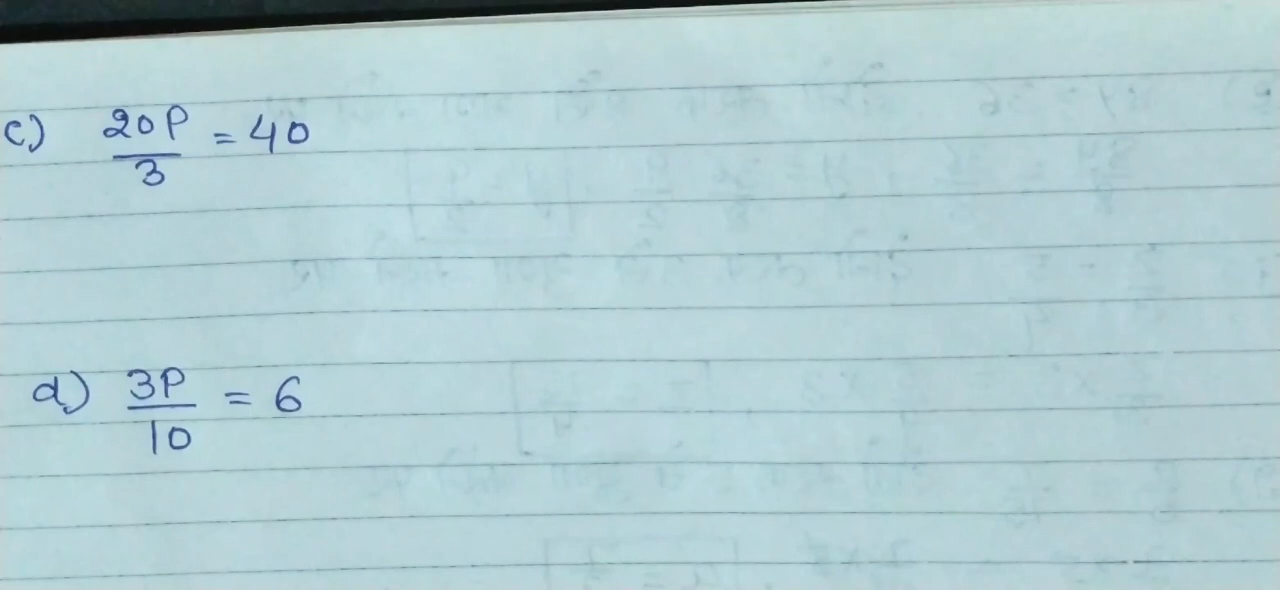 c) 20P/3 = 40
d) 3P/10 = 6